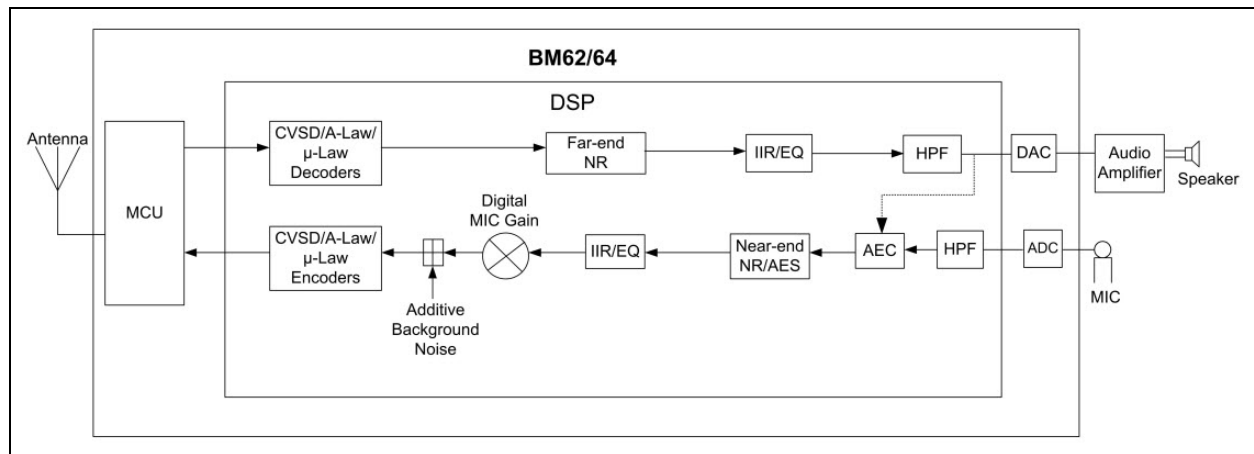 BM62/64
DSP
Antenna
MCU
CVSD/A-Law/
µ-Law
Decoders
Far-end
NR
IIR/EQ
HPF
DAC
Audio
Amplifier
Speaker
CVSD/A-Law/
µ-Law
Encoders
Digital
MIC Gain
Additive
Background
Noise
IIR/EQ
Near-end
NR/AES
AEC
HPF
ADC
MIC